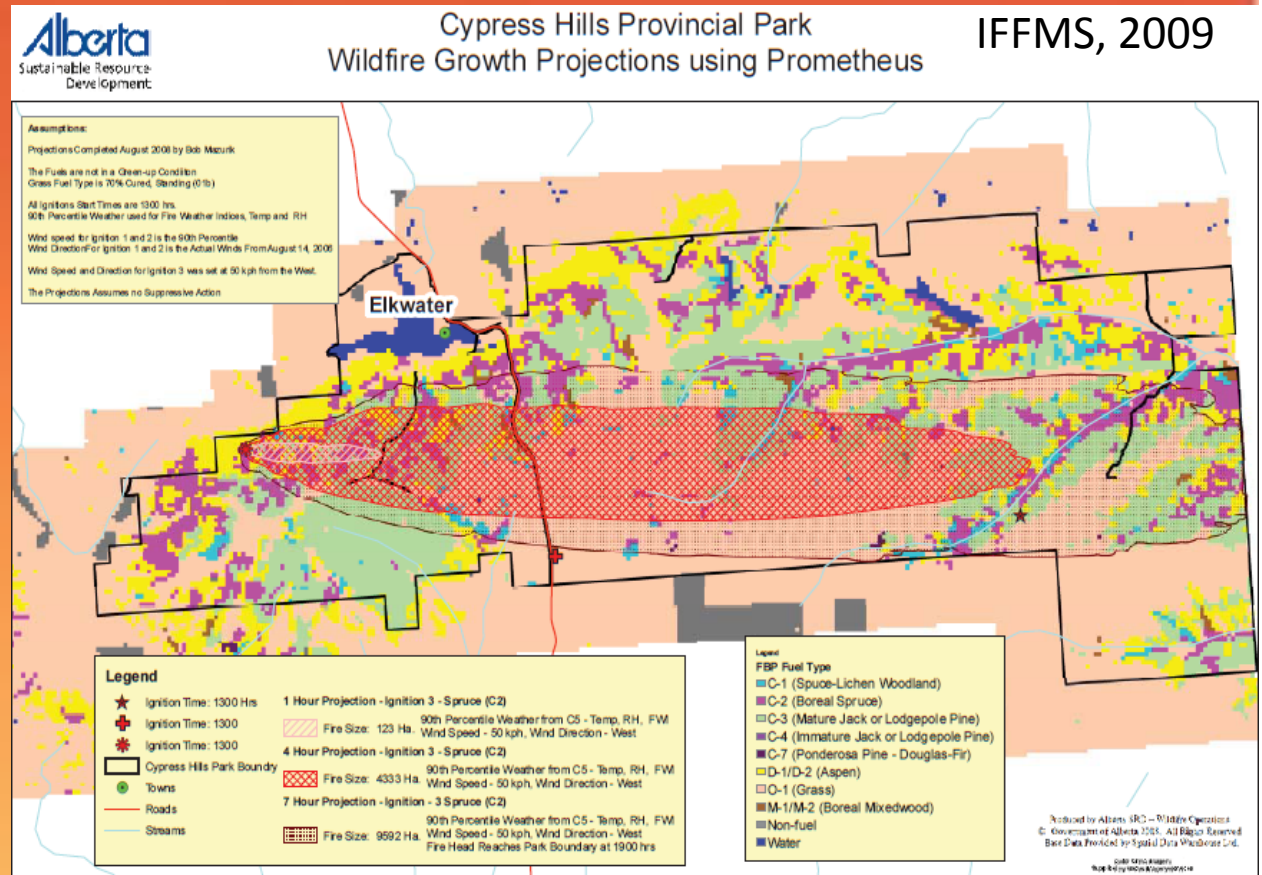 Alberta
Sustainable Resource
Development
Cypress Hills Provincial Park
Wildfire Growth Projections using Prometheus
IFFMS, 2009
Assumptions:
Projections Completed August 2008 by Bob Mazurik
The Fuels are not in a Green-up Condition
Grass Fuel Type is 70% Cured, Standing (O1b)
All Ignitions Start Times are 1300 hrs.
90th Percentile Weather used for Fire Weather Indices, Temp and RH
Wind speed for Ignition 1 and 2 is the 90th Percentile
Wind DirectionFor Ignition 1 and 2 is the Actual Winds From August 14, 2006
Wind Speed and Direction for Ignition 3 was set at 50 kph from the West.
The Projections Assumes no Suppressive Action
Elkwater
Legend
Ignition Time: 1300 Hrs
Ignition Time: 1300
Ignition Time: 1300
Cypress Hills Park Boundry
Towns
Roads
Streams
1 Hour Projection - Ignition 3 - Spruce (C2)
Fire Size: 123 Ha. 90th Percentile Weather from C5 - Temp, RH, FWI
Wind Speed - 50 kph, Wind Direction - West
4 Hour Projection - Ignition 3 - Spruce (C2)
Fire Size: 4333 Ha. 90th Percentile Weather from C5 - Temp, RH, FWI
Wind Speed - 50 kph, Wind Direction - West
7 Hour Projection - Ignition - 3 Spruce (C2)
Fire Size: 9592 Ha. 90th Percentile Weather from C5 - Temp, RH, FWI
Wind Speed - 50 kph, Wind Direction - West
Fire Head Reaches Park Boundary at 1900 hrs
Legend
FBP Fuel Type
C-1 (Spuce-Lichen Woodland)
C-2 (Boreal Spruce)
C-3 (Mature Jack or Lodgepole Pine)
C-4 (Immature Jack or Lodgepole Pine)
C-7 (Ponderosa Pine - Douglas-Fir)
D-1/D-2 (Aspen)
O-1 (Grass)
M-1/M-2 (Boreal Mixedwood)
Non-fuel
Water
Produced by Alberta SRD - Wildfire Operations
© Government of Alberta 2008. All Rights Reserved
Base Data Provided by Spatial Data Warehouse Ltd.